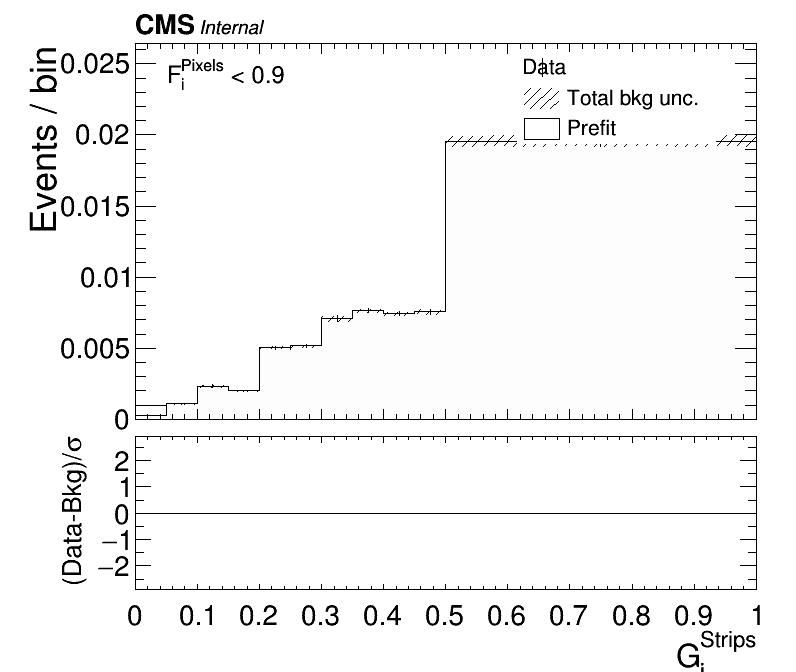 CMS Internal
F_i^Pixels < 0.9
Data
Total bkg unc.
Prefit
Events / bin
0.025
0.02
0.015
0.01
0.005
0
(Data-Bkg)/σ
2
1
0
−1
−2
0 0.1 0.2 0.3 0.4 0.5 0.6 0.7 0.8 0.9 1
G_i^Strips